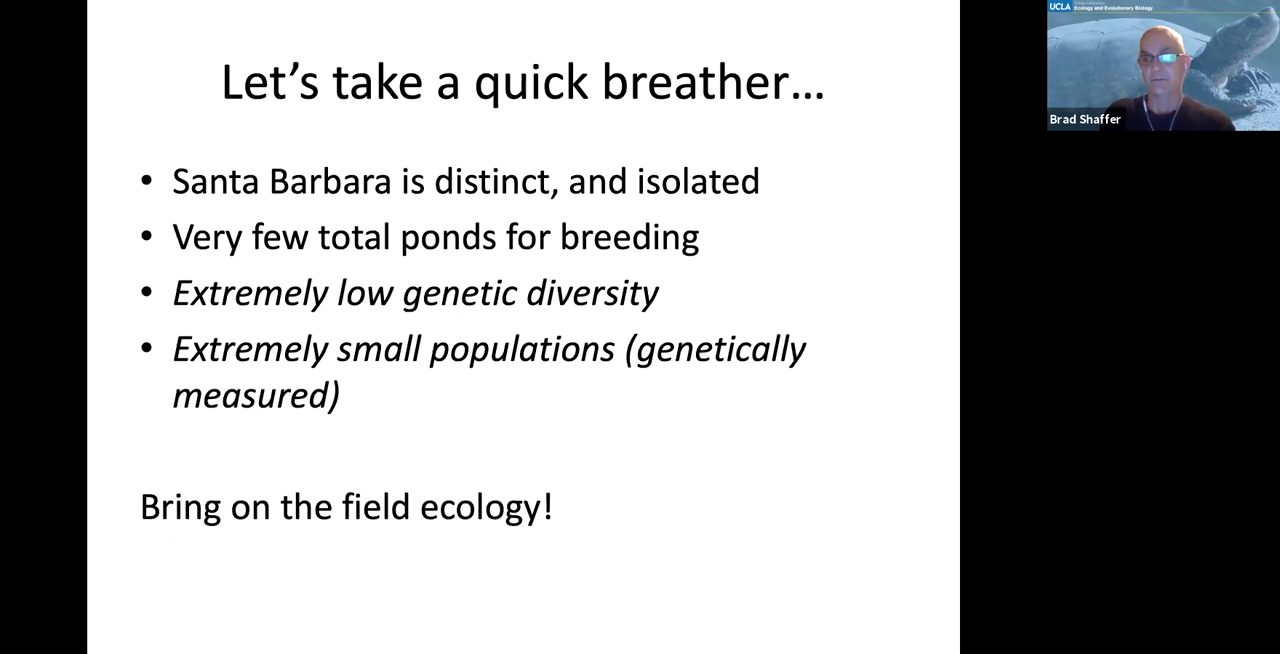 Let's take a quick breather…
• Santa Barbara is distinct, and isolated
• Very few total ponds for breeding
• Extremely low genetic diversity
• Extremely small populations (genetically
measured)
Bring on the field ecology!
UCLA
Ecology and Evolutionary Biology
Brad Shaffer